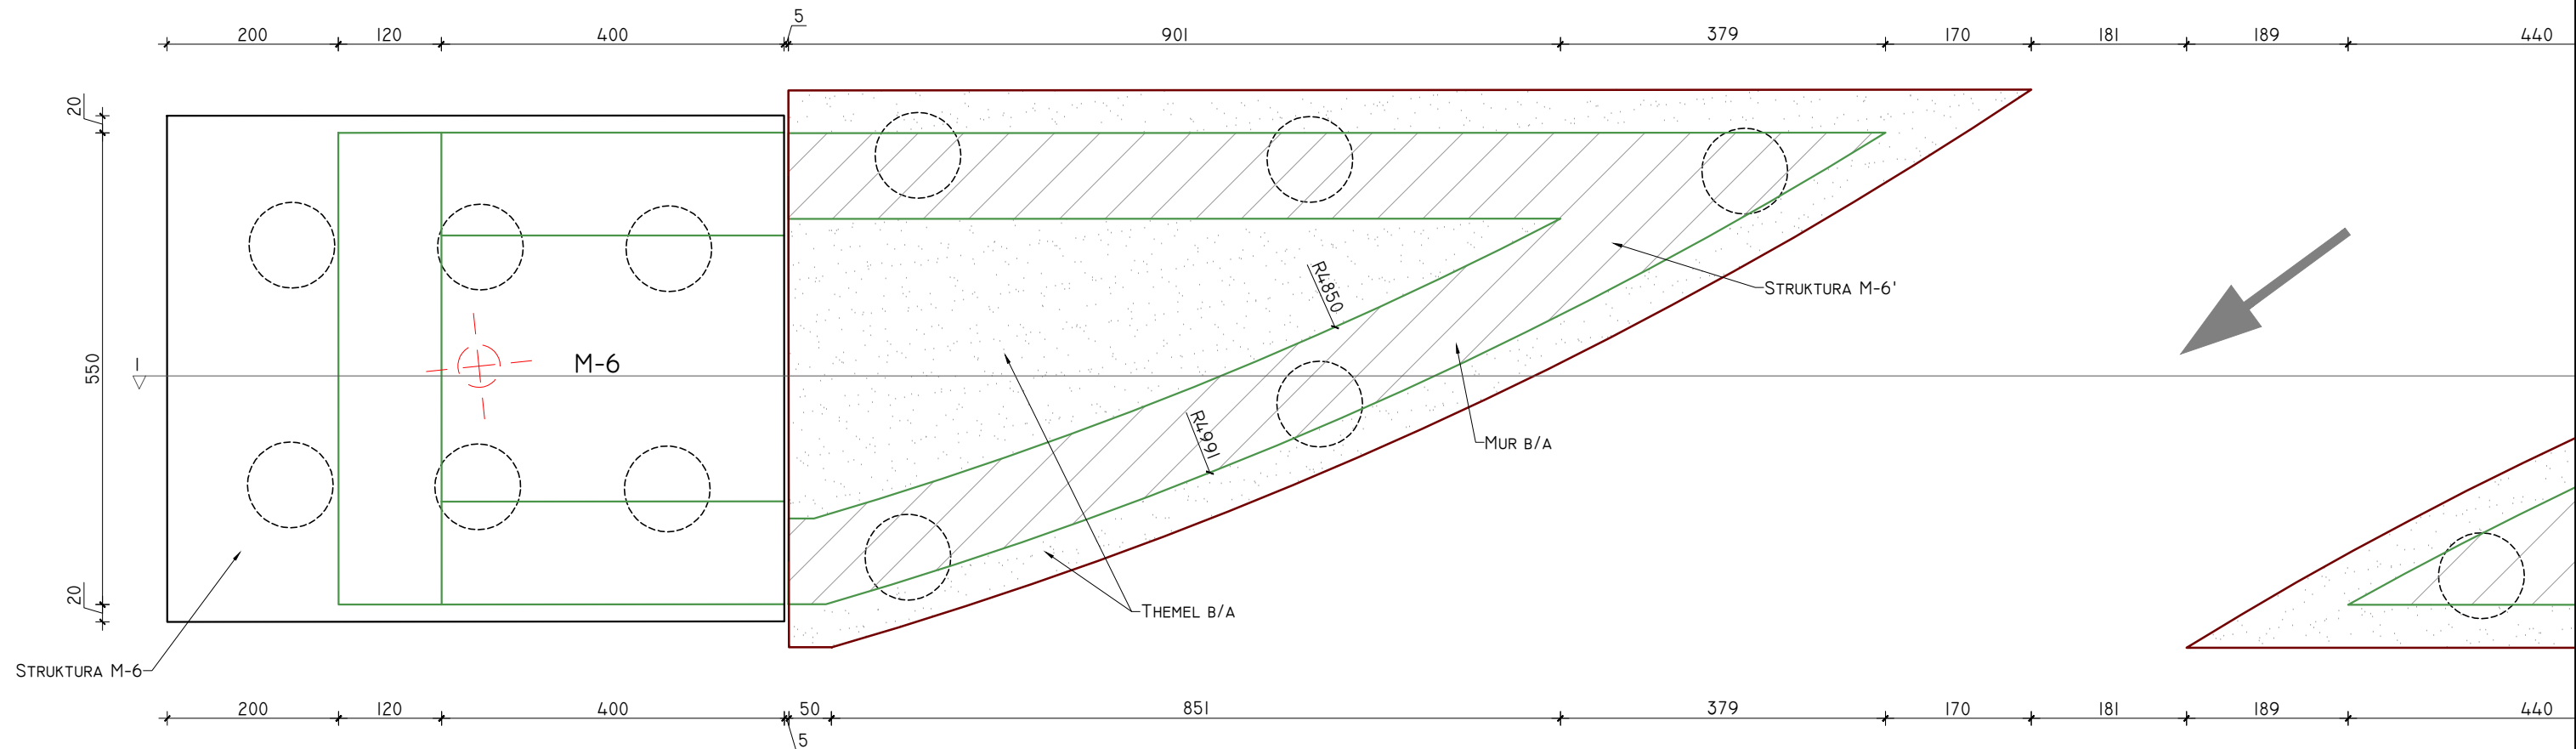 5
200 120 400 901 379 170 181 189 440
20
R4850
STRUKTURA M-6'
I
M-6
550
R4991
MUR B/A
20
THEMEL B/A
STRUKTURA M-6
200 120 400 50 851 379 170 181 189 440
5